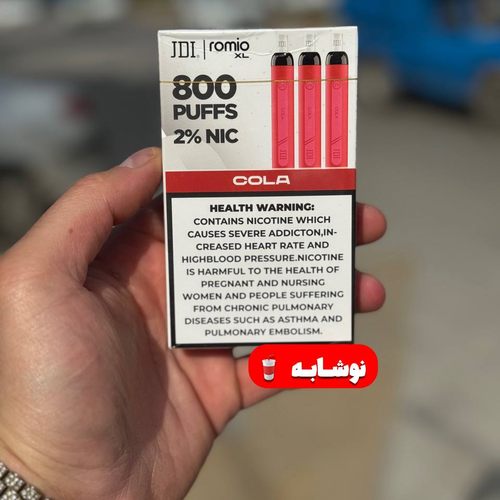 JDI. | romio XL
800
PUFFS
2% NIC
COLA
HEALTH WARNING:
CONTAINS NICOTINE WHICH
CAUSES SEVERE ADDICTON,IN-
CREASED HEART RATE AND
HIGHBLOOD PRESSURE.NICOTINE
IS HARMFUL TO THE HEALTH OF
PREGNANT AND NURSING
WOMEN AND PEOPLE SUFFERING
FROM CHRONIC PULMONARY
DISEASES SUCH AS ASTHMA AND
PULMONARY EMBOLISM.
نوشابه